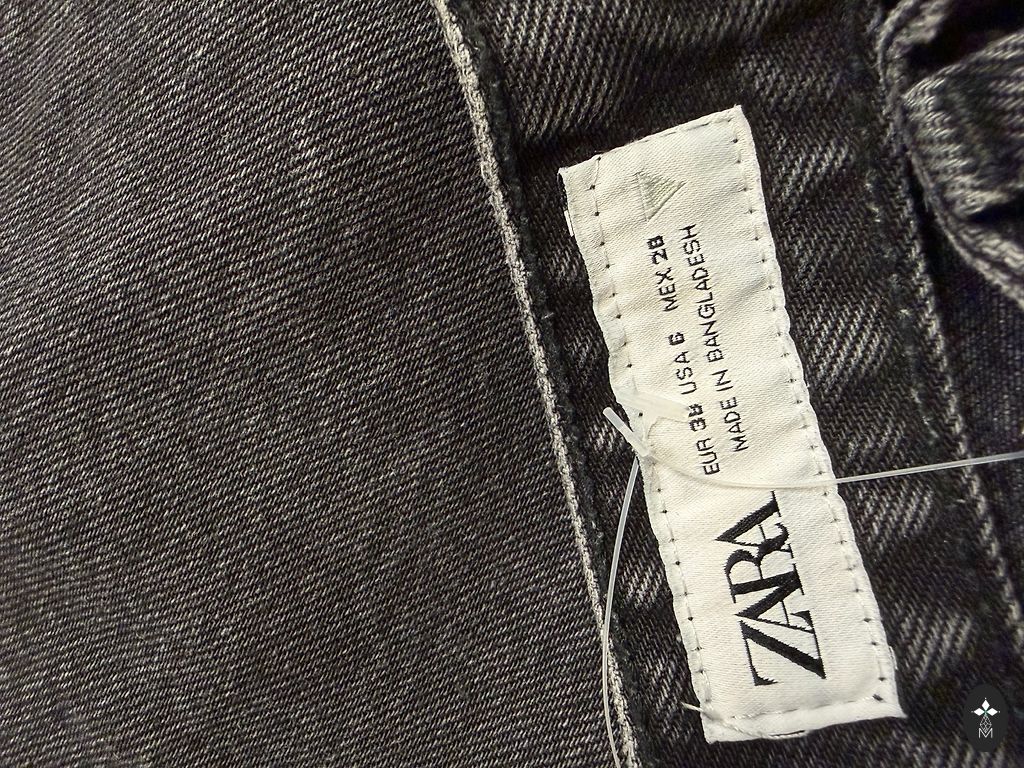 ZARA
EUR 38 USA 6 MEX 28
MADE IN BANGLADESH
M